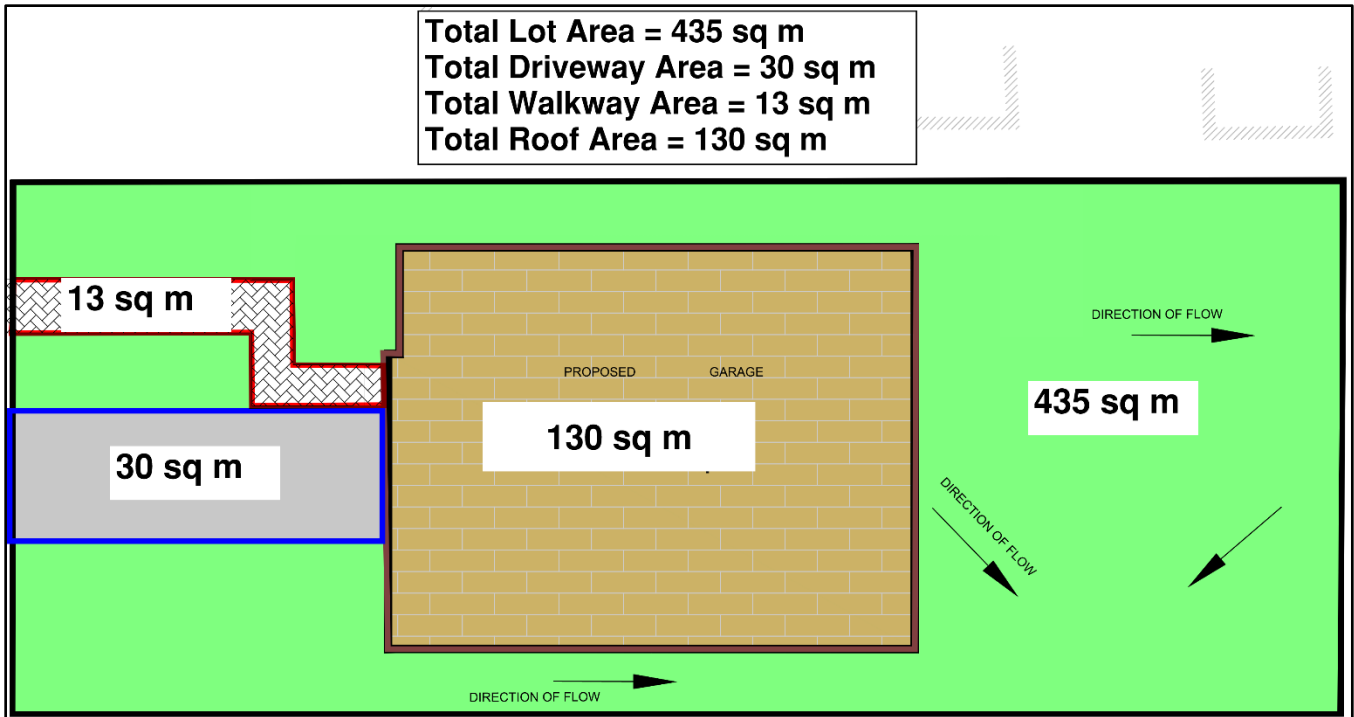 Total Lot Area = 435 sq m
Total Driveway Area = 30 sq m
Total Walkway Area = 13 sq m
Total Roof Area = 130 sq m
13 sq m
DIRECTION OF FLOW
PROPOSED GARAGE
435 sq m
130 sq m
30 sq m
DIRECTION OF FLOW
DIRECTION OF FLOW